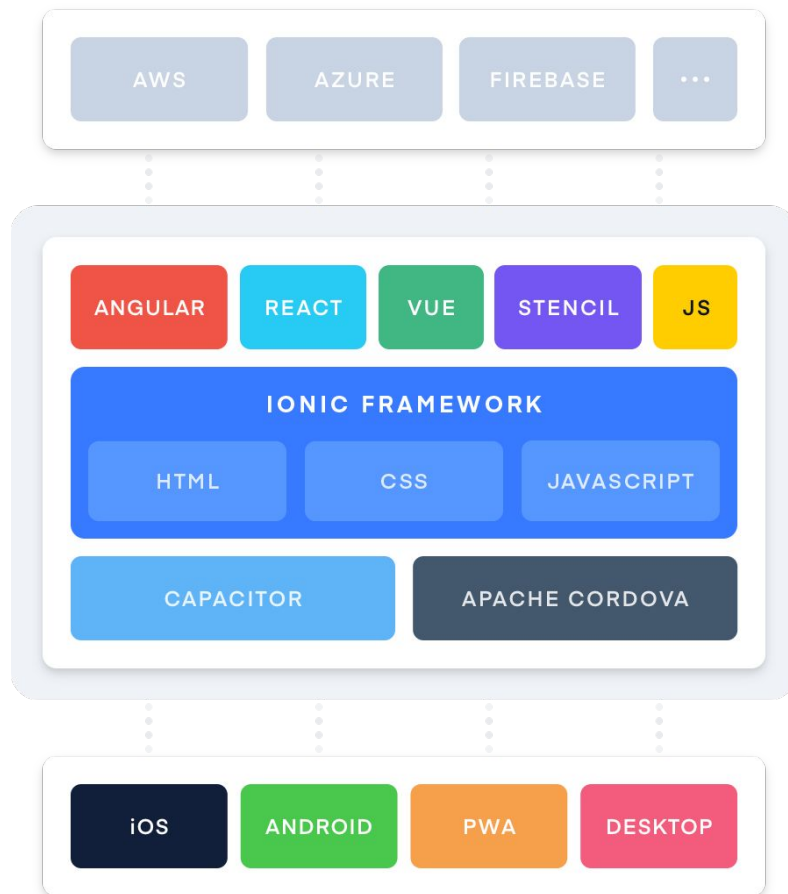 AWS AZURE FIREBASE ...
ANGULAR REACT VUE STENCIL JS
IONIC FRAMEWORK
HTML CSS JAVASCRIPT
CAPACITOR APACHE CORDOVA
iOS ANDROID PWA DESKTOP